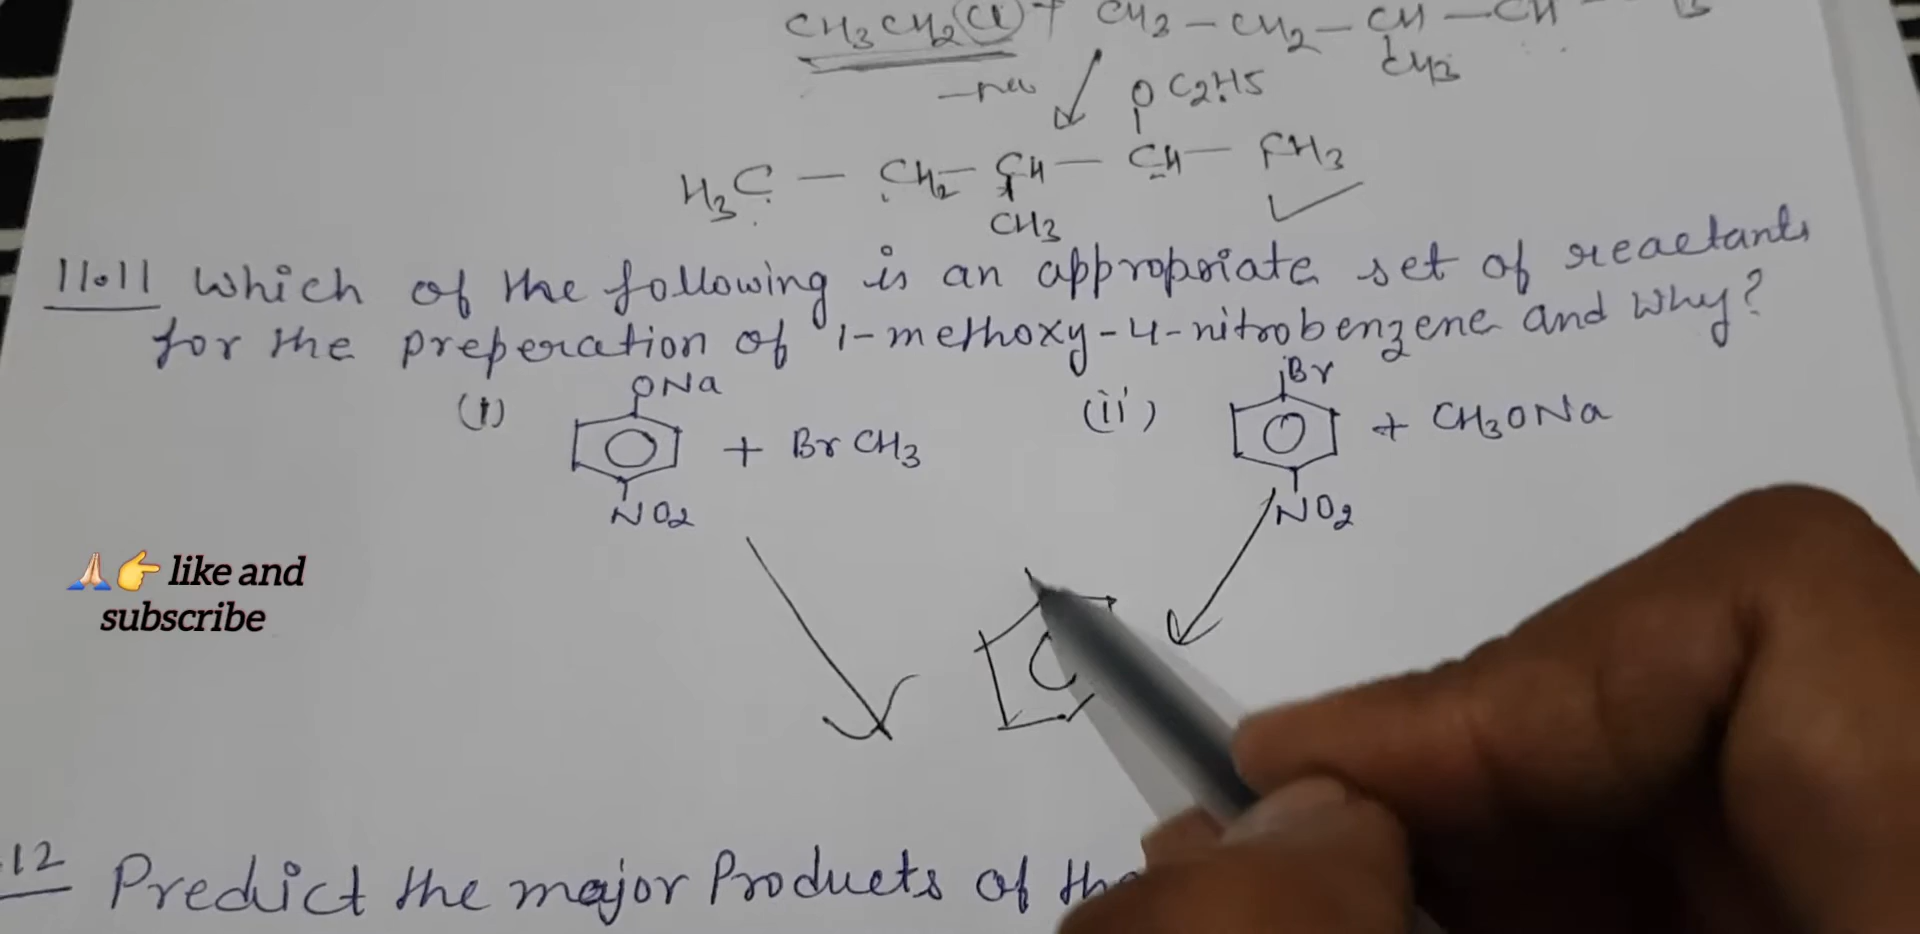 CH3CH2Cl + CH3 - CH2 - CH - CH
CH3
OC2H5
H3C - CH2 - CH - CH - CH3
CH3
11.11 Which of the following is an appropriate set of reactants
for the preperation of 1-methoxy-4-nitrobenzene and why?
(i) ONa
+ BrCH3
NO2
(ii) Br
+ CH3ONa
NO2
🙏👉 like and
subscribe
.12 Predict the major Products of the